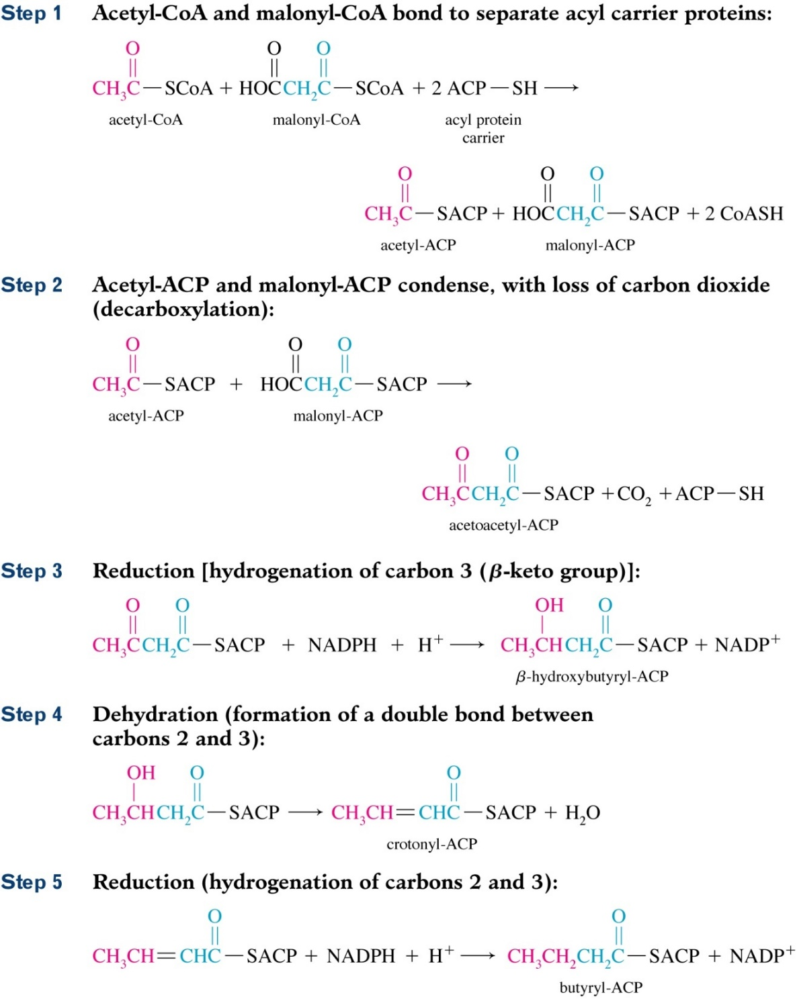 Step 1 Acetyl-CoA and malonyl-CoA bond to separate acyl carrier proteins:
O O O
|| || ||
CH₃C—SCoA + HOCCH₂C—SCoA + 2 ACP—SH ⟶
acetyl-CoA malonyl-CoA acyl protein
carrier
O O O
|| || ||
CH₃C—SACP + HOCCH₂C—SACP + 2 CoASH
acetyl-ACP malonyl-ACP
Step 2 Acetyl-ACP and malonyl-ACP condense, with loss of carbon dioxide
(decarboxylation):
O O O
|| || ||
CH₃C—SACP + HOCCH₂C—SACP ⟶
acetyl-ACP malonyl-ACP
O O
|| ||
CH₃CCH₂C—SACP + CO₂ + ACP—SH
acetoacetyl-ACP
Step 3 Reduction [hydrogenation of carbon 3 (β-keto group)]:
O O OH O
|| || | ||
CH₃CCH₂C—SACP + NADPH + H⁺ ⟶ CH₃CHCH₂C—SACP + NADP⁺
β-hydroxybutyryl-ACP
Step 4 Dehydration (formation of a double bond between
carbons 2 and 3):
OH O O
| || ||
CH₃CHCH₂C—SACP ⟶ CH₃CH=CHC—SACP + H₂O
crotonyl-ACP
Step 5 Reduction (hydrogenation of carbons 2 and 3):
O O
|| ||
CH₃CH=CHC—SACP + NADPH + H⁺ ⟶ CH₃CH₂CH₂C—SACP + NADP⁺
butyryl-ACP